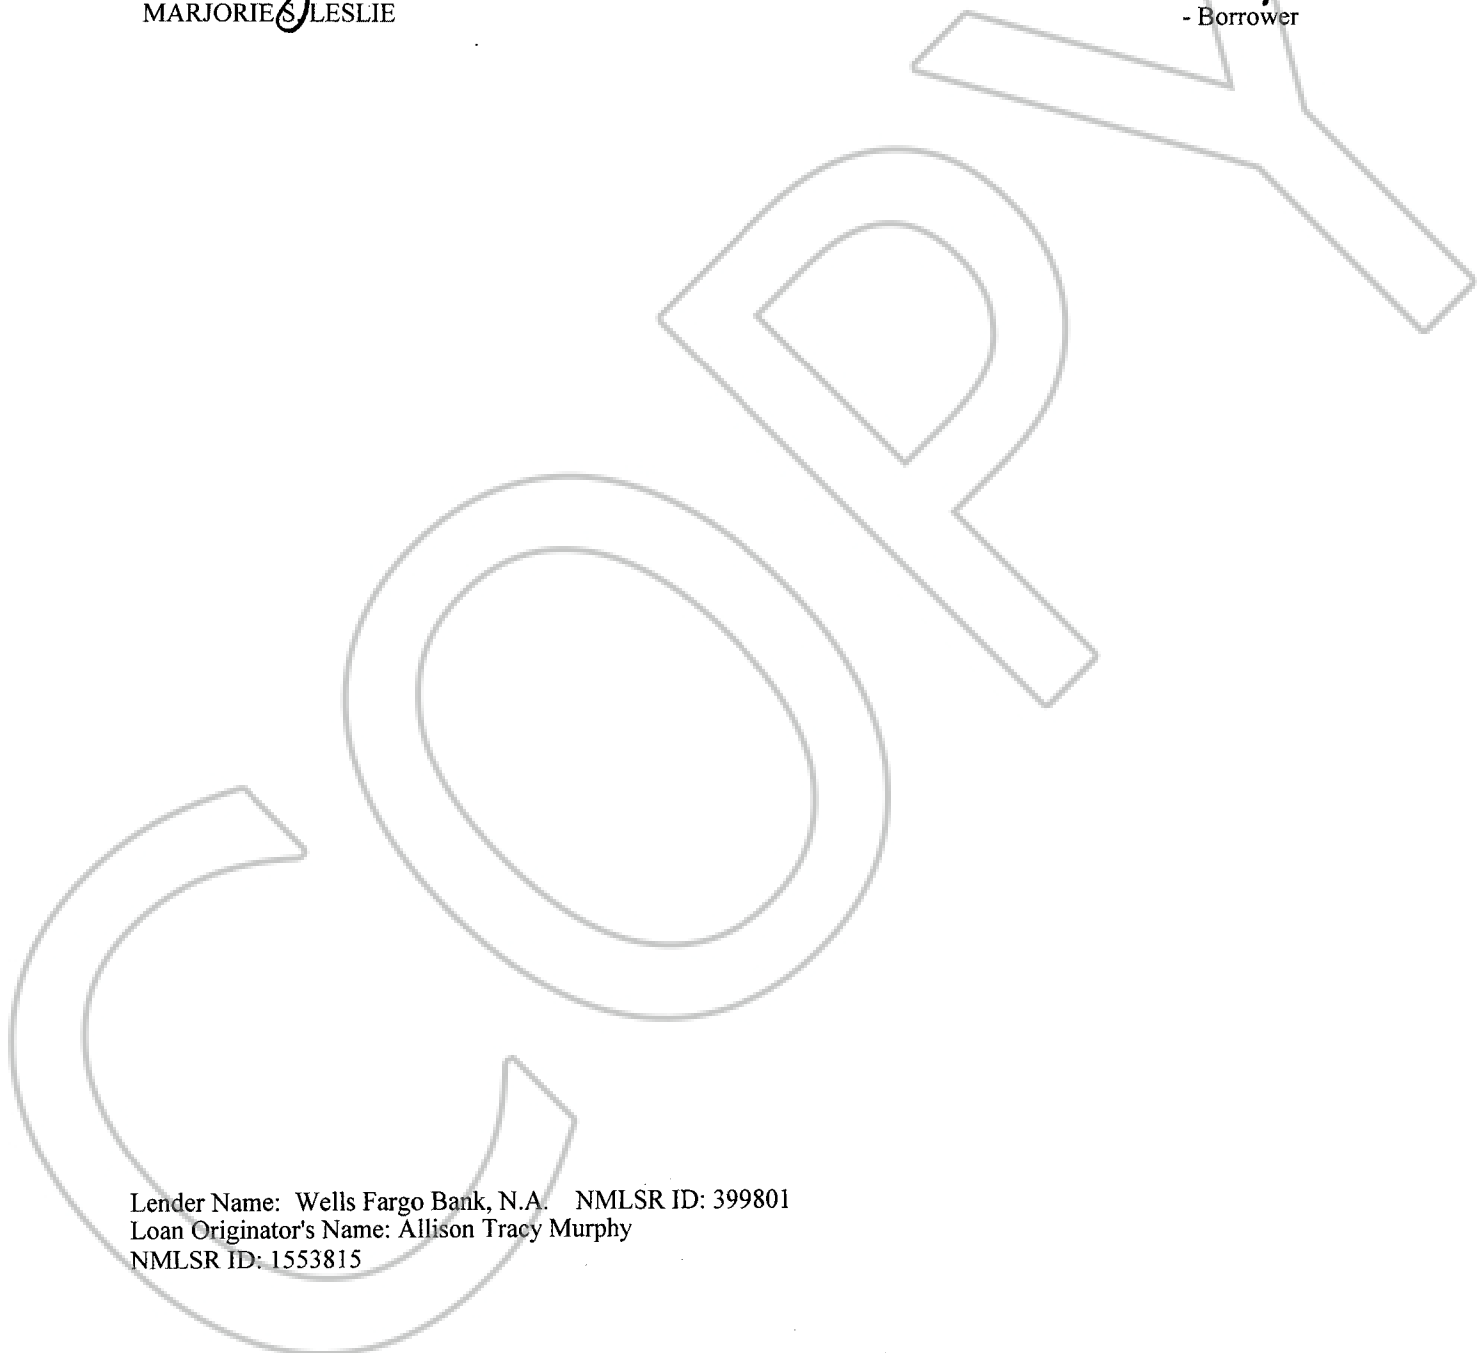 MARJORIE S LESLIE - Borrower
COPY
Lender Name: Wells Fargo Bank, N.A. NMLSR ID: 399801
Loan Originator's Name: Allison Tracy Murphy
NMLSR ID: 1553815